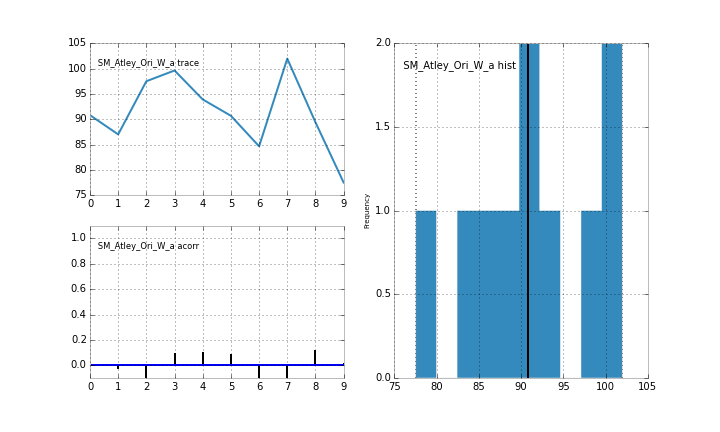 105
100
95
90
85
80
75
SM_Atley_Ori_W_a trace
0 1 2 3 4 5 6 7 8 9
1.0
0.8
0.6
0.4
0.2
0.0
SM_Atley_Ori_W_a acorr
0 1 2 3 4 5 6 7 8 9
2.0
1.5
1.0
0.5
0.0
Frequency
SM_Atley_Ori_W_a hist
75 80 85 90 95 100 105